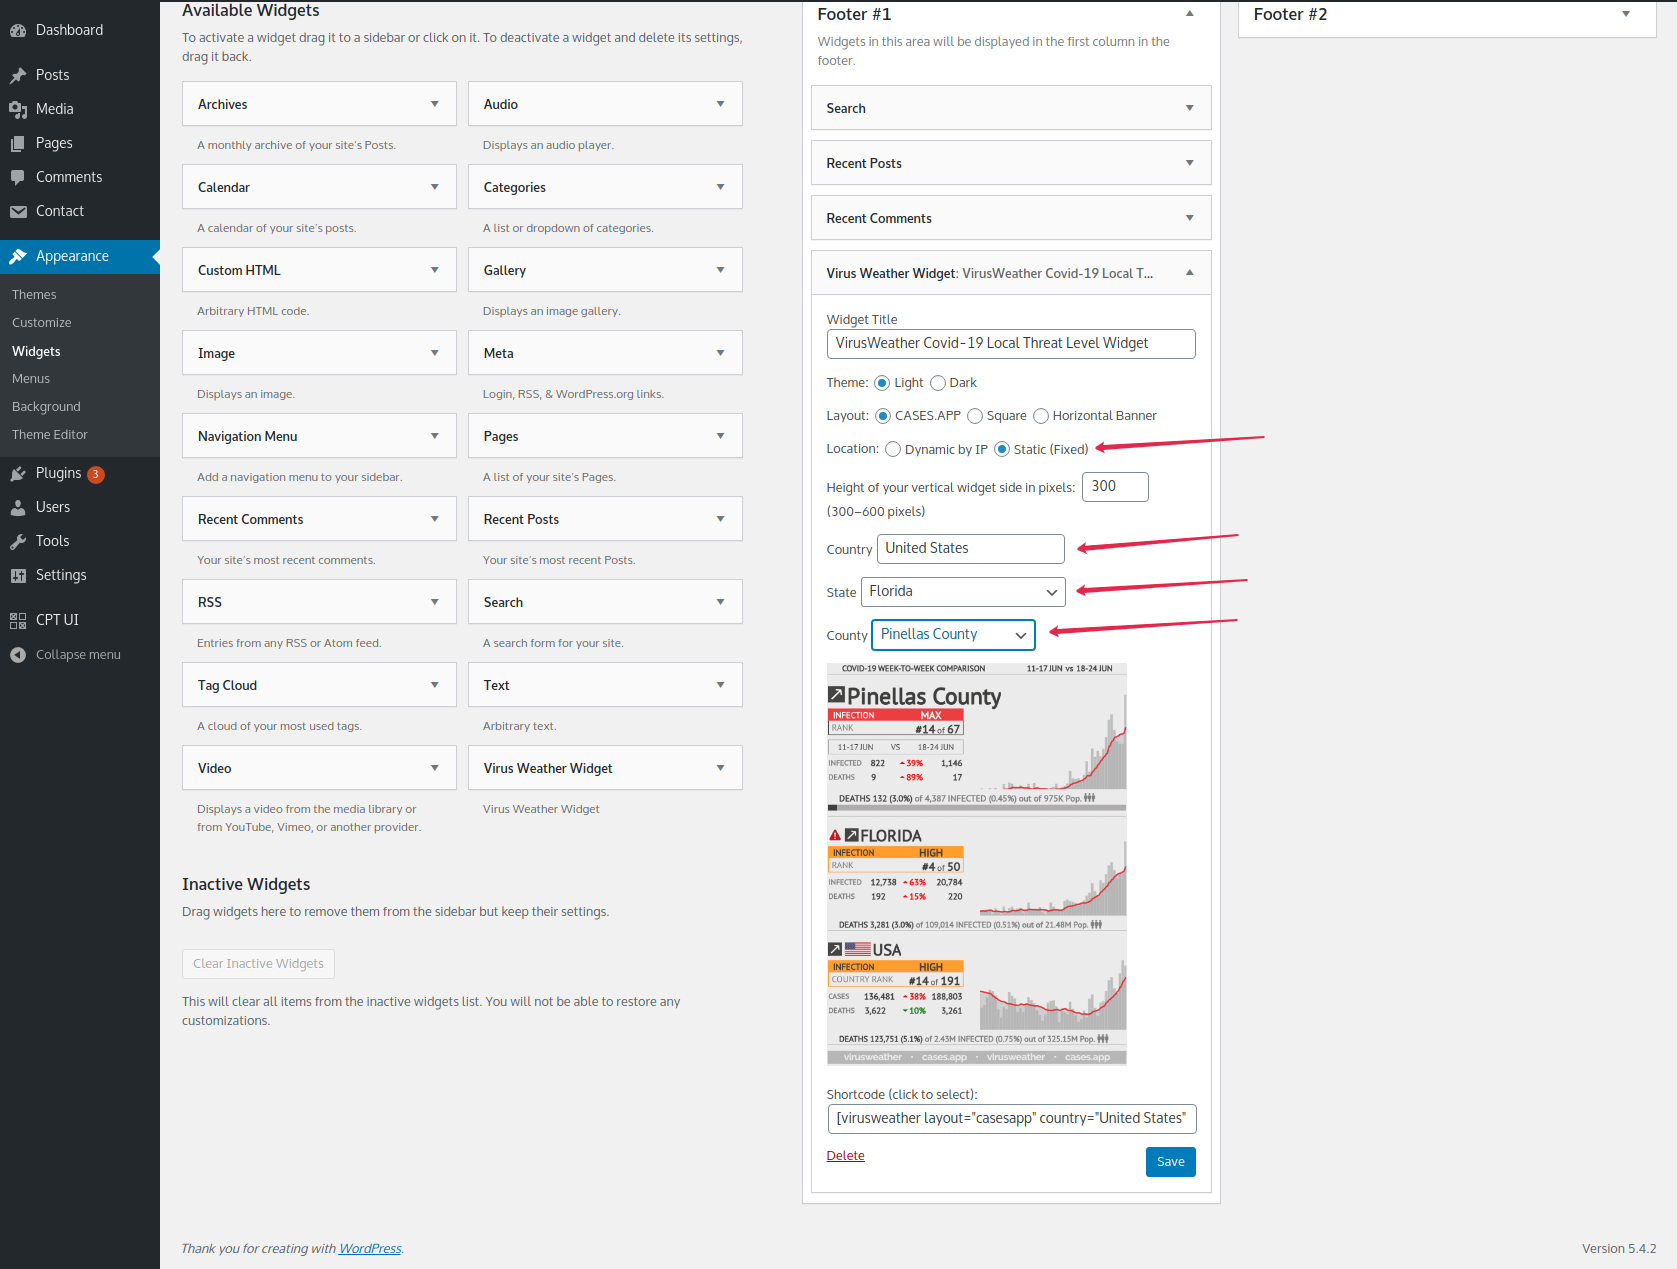 Dashboard
Posts
Media
Pages
Comments
Contact
Appearance
Themes
Customize
Widgets
Menus
Background
Theme Editor
Plugins 3
Users
Tools
Settings
CPT UI
Collapse menu
Available Widgets
To activate a widget drag it to a sidebar or click on it. To deactivate a widget and delete its settings,
drag it back.
Archives
A monthly archive of your site's Posts.
Audio
Displays an audio player.
Calendar
A calendar of your site's posts.
Categories
A list or dropdown of categories.
Custom HTML
Arbitrary HTML code.
Gallery
Displays an image gallery.
Image
Displays an image.
Meta
Login, RSS, & WordPress.org links.
Navigation Menu
Add a navigation menu to your sidebar.
Pages
A list of your site's Pages.
Recent Comments
Your site's most recent comments.
Recent Posts
Your site's most recent Posts.
RSS
Entries from any RSS or Atom feed.
Search
A search form for your site.
Tag Cloud
A cloud of your most used tags.
Text
Arbitrary text.
Video
Displays a video from the media library or
from YouTube, Vimeo, or another provider.
Virus Weather Widget
Virus Weather Widget
Inactive Widgets
Drag widgets here to remove them from the sidebar but keep their settings.
Clear Inactive Widgets
This will clear all items from the inactive widgets list. You will not be able to restore any
customizations.
Footer #1
Widgets in this area will be displayed in the first column in the
footer.
Search
Recent Posts
Recent Comments
Virus Weather Widget: VirusWeather Covid-19 Local T...
Widget Title
VirusWeather Covid-19 Local Threat Level Widget
Theme: Light Dark
Layout: CASES.APP Square Horizontal Banner
Location: Dynamic by IP Static (Fixed)
Height of your vertical widget side in pixels: 300
(300–600 pixels)
Country United States
State Florida
County Pinellas County
COVID-19 WEEK-TO-WEEK COMPARISON 11-17 JUN vs 18-24 JUN
Pinellas County
INFECTION MAX
RANK #14 of 67
11-17 JUN VS 18-24 JUN
INFECTED 822 39% 1,146
DEATHS 9 89% 17
DEATHS 132 (3.0%) of 4,387 INFECTED (0.45%) out of 975K Pop.
FLORIDA
INFECTION HIGH
RANK #4 of 50
INFECTED 12,738 63% 20,784
DEATHS 192 15% 220
DEATHS 3,281 (3.0%) of 109,014 INFECTED (0.51%) out of 21.48M Pop.
USA
INFECTION HIGH
COUNTRY RANK #14 of 191
CASES 136,481 38% 188,803
DEATHS 3,622 10% 3,261
DEATHS 123,751 (5.1%) of 2.43M INFECTED (0.75%) out of 325.15M Pop.
virusweather · cases.app · virusweather · cases.app
Shortcode (click to select):
[virusweather layout="casesapp" country="United States"
Delete
Save
Footer #2
Thank you for creating with WordPress.
Version 5.4.2